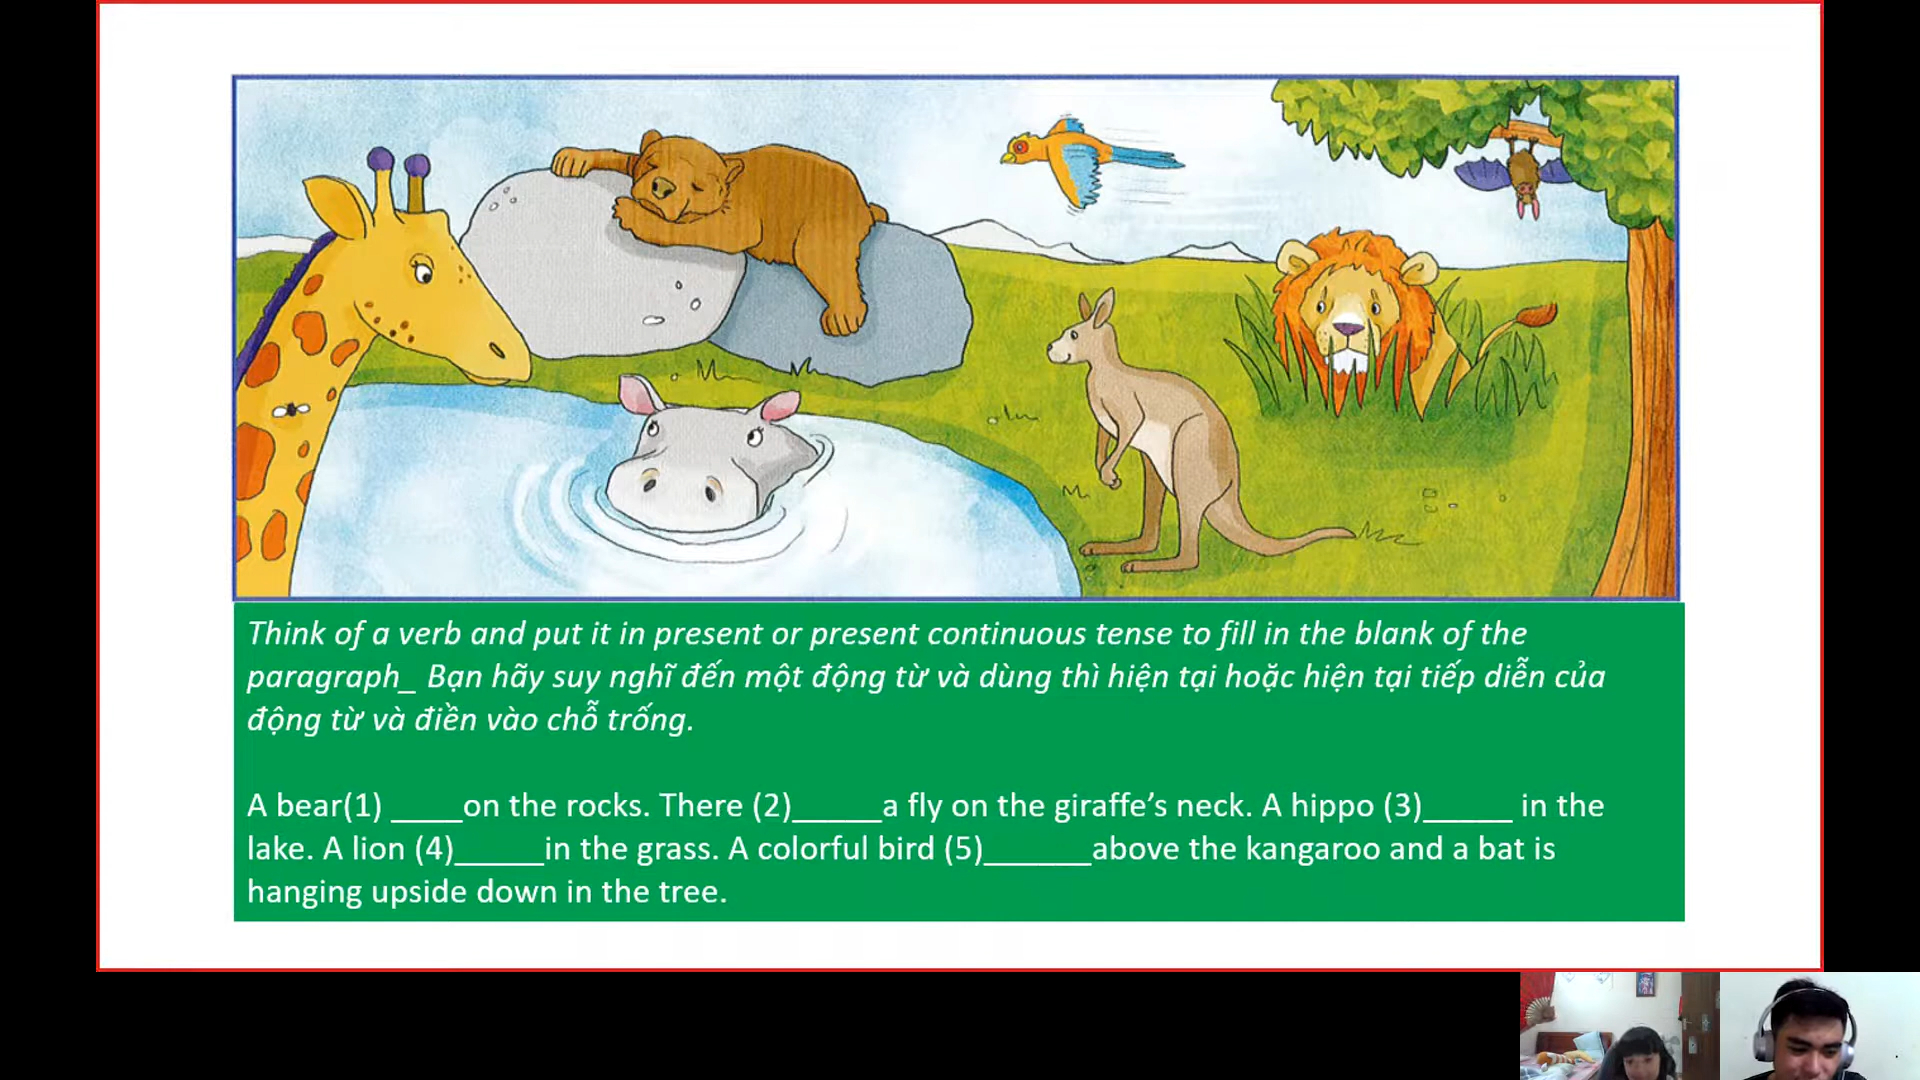 Think of a verb and put it in present or present continuous tense to fill in the blank of the
paragraph_ Bạn hãy suy nghĩ đến một động từ và dùng thì hiện tại hoặc hiện tại tiếp diễn của
động từ và điền vào chỗ trống.
A bear(1) ____on the rocks. There (2)_____a fly on the giraffe’s neck. A hippo (3)_____ in the
lake. A lion (4)_____in the grass. A colorful bird (5)______above the kangaroo and a bat is
hanging upside down in the tree.